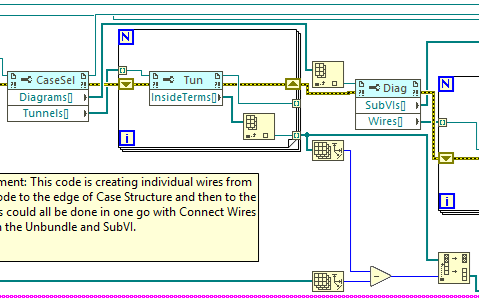 N
CaseSel
Diagrams[]
Tunnels[]
Tun
InsideTerms[]
i
Diag
SubVIs[]
Wires[]
N
i
ment: This code is creating individual wires from
ode to the edge of Case Structure and then to the
s could all be done in one go with Connect Wires
the Unbundle and SubVI.